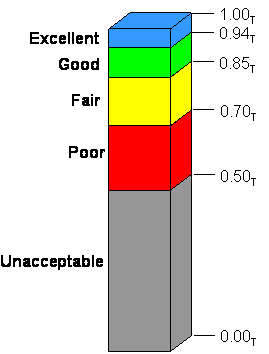 1.00T
Excellent
0.94T
Good
0.85T
Fair
0.70T
Poor
0.50T
Unacceptable
0.00T